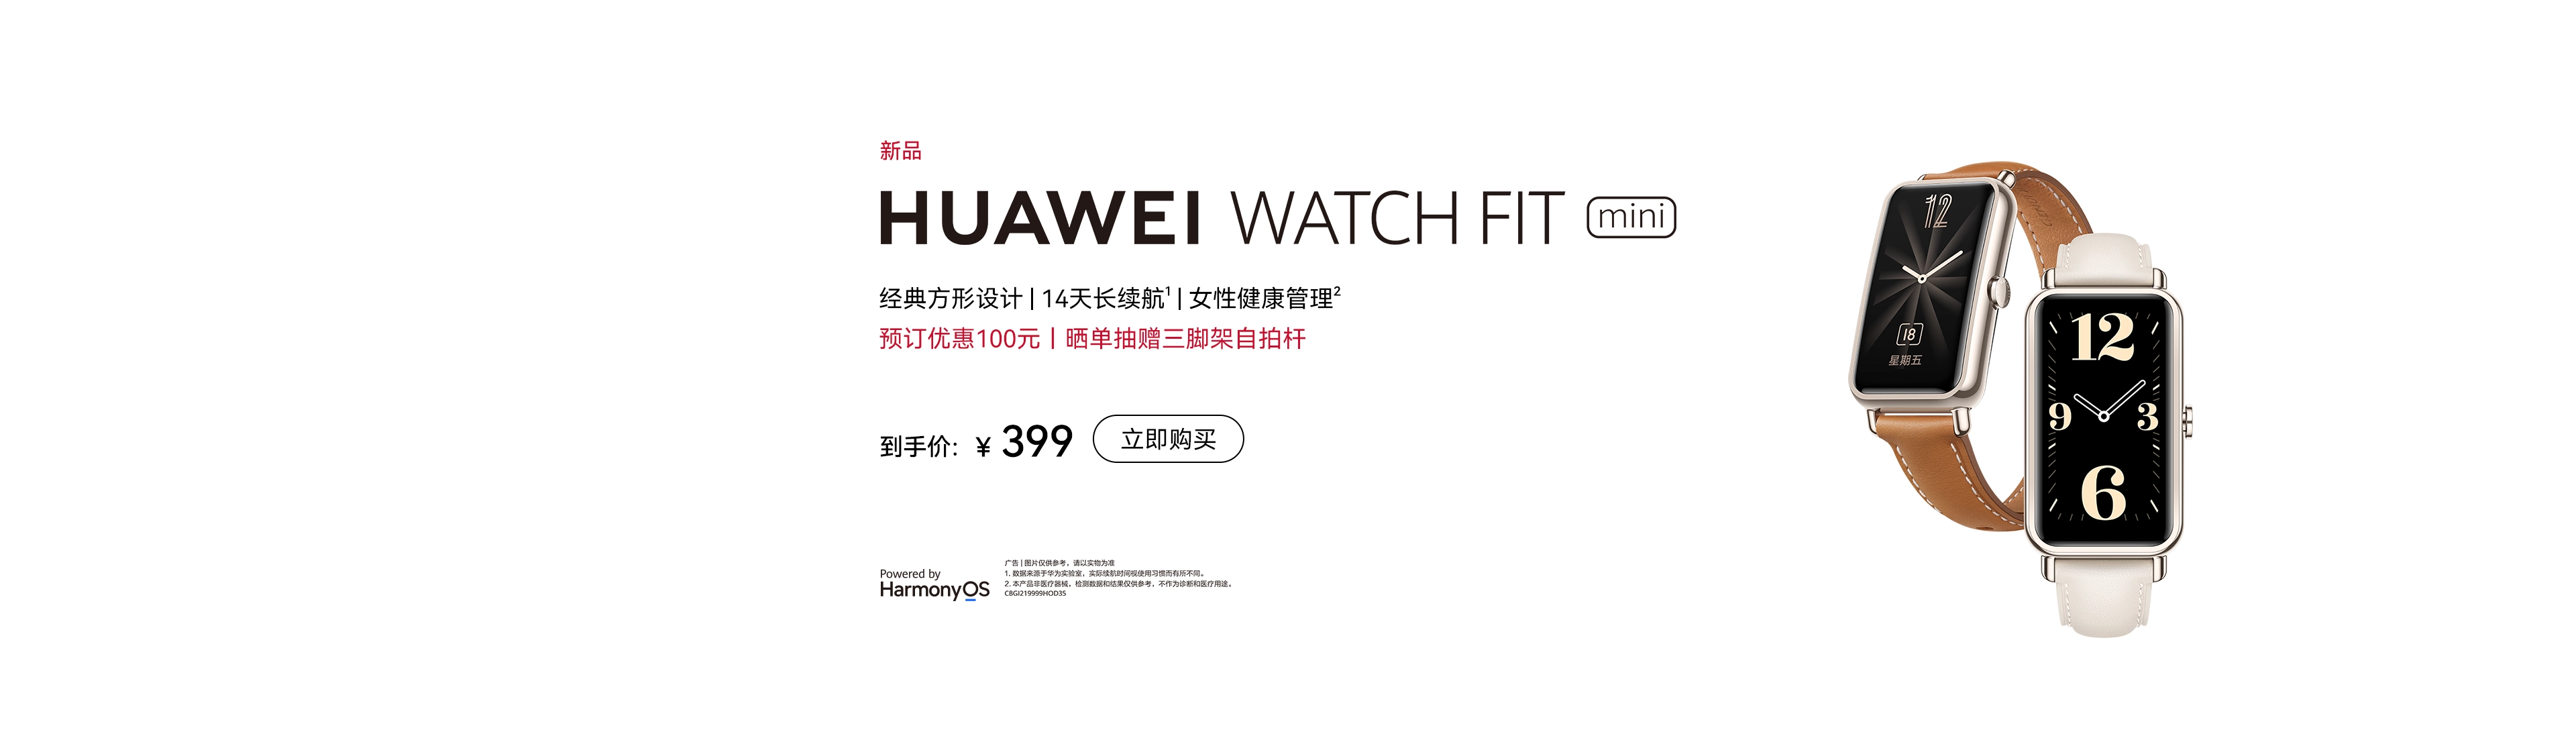 新品
HUAWEI WATCH FIT mini
经典方形设计 | 14天长续航¹ | 女性健康管理²
预订优惠100元 | 晒单抽赠三脚架自拍杆
到手价: ¥ 399 立即购买
Powered by
HarmonyOS
广告 | 图片仅供参考，请以实物为准
1. 数据来源于华为实验室，实际续航时间视使用习惯而有所不同。
2. 本产品非医疗器械，检测数据和结果仅供参考，不作为诊断和医疗用途。
C8GI219999HOD35
12
18
星期五
12
9 3
6